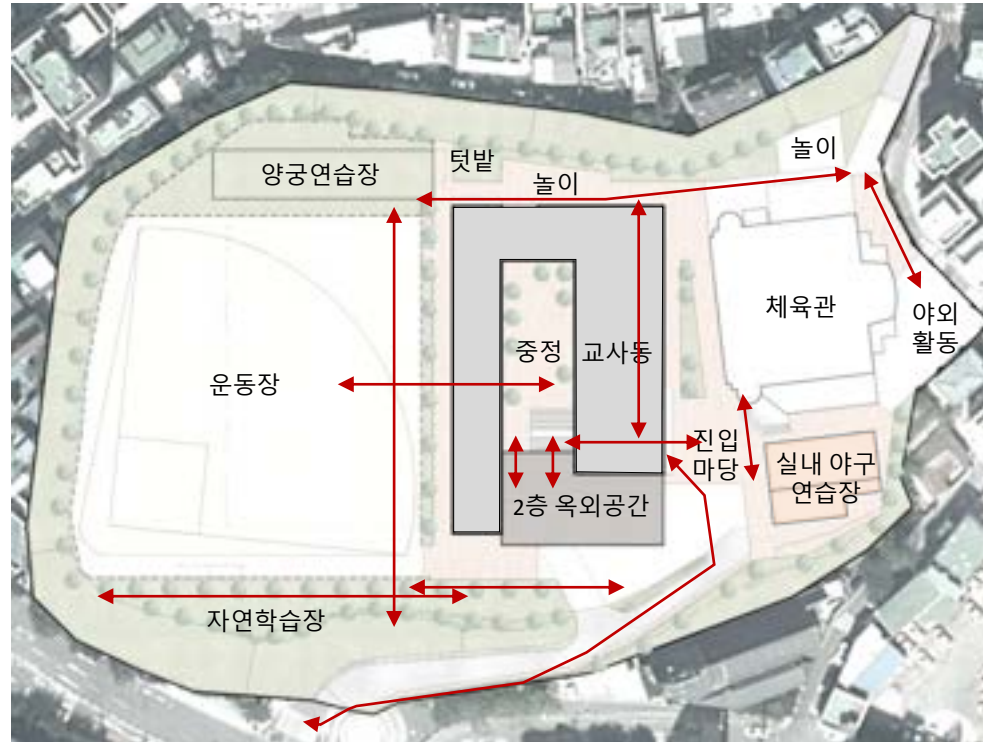 놀이
텃밭
양궁연습장
놀이
체육관
야외
활동
중정
교사동
운동장
진입
마당
실내 야구
연습장
2층 옥외공간
자연학습장